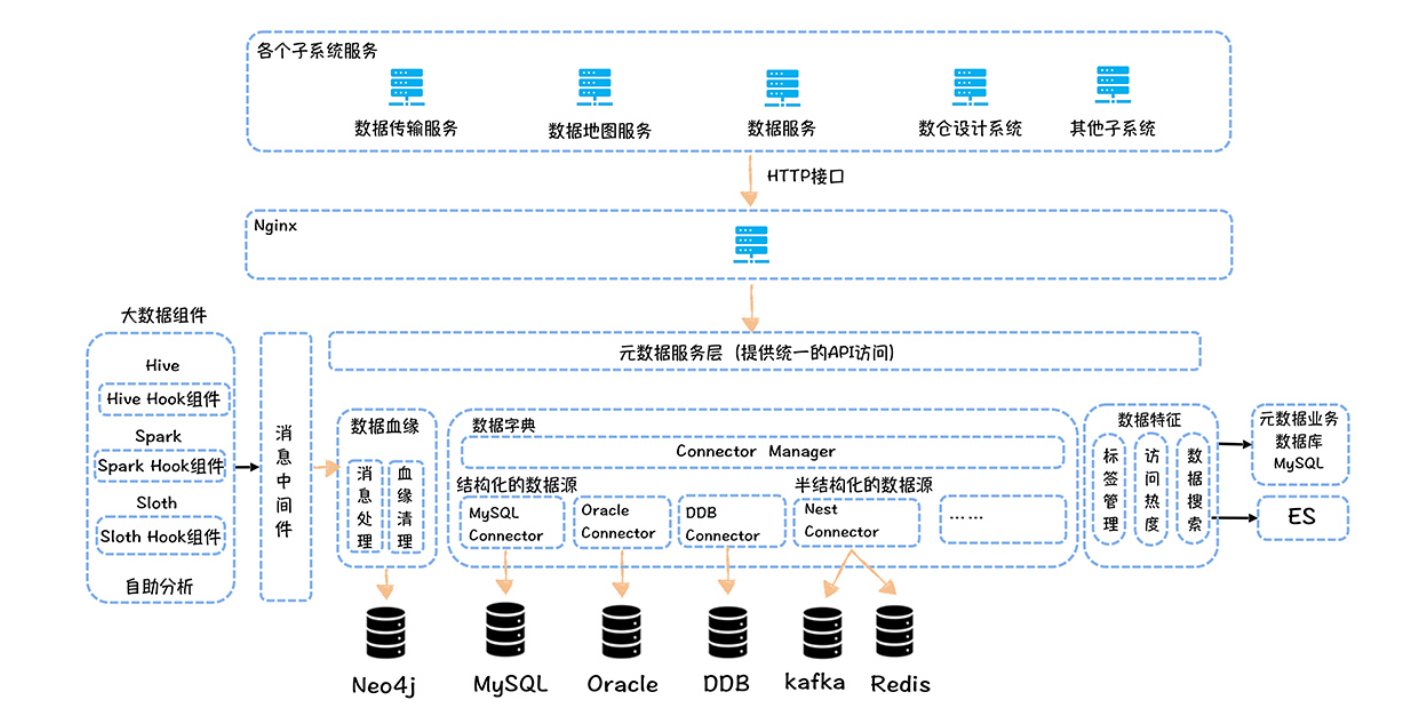 各个子系统服务
数据传输服务
数据地图服务
数据服务
数仓设计系统
其他子系统
HTTP接口
Nginx
大数据组件
Hive
Hive Hook组件
Spark
Spark Hook组件
Sloth
Sloth Hook组件
自助分析
消息中间件
元数据服务层（提供统一的API访问）
数据血缘
消息处理
血缘清理
数据字典
Connector Manager
结构化的数据源
MySQL
Connector
Oracle
Connector
DDB
Connector
半结构化的数据源
Nest
Connector
……
数据特征
标签管理
访问热度
数据搜索
元数据业务
数据库
MySQL
ES
Neo4j
MySQL
Oracle
DDB
kafka
Redis